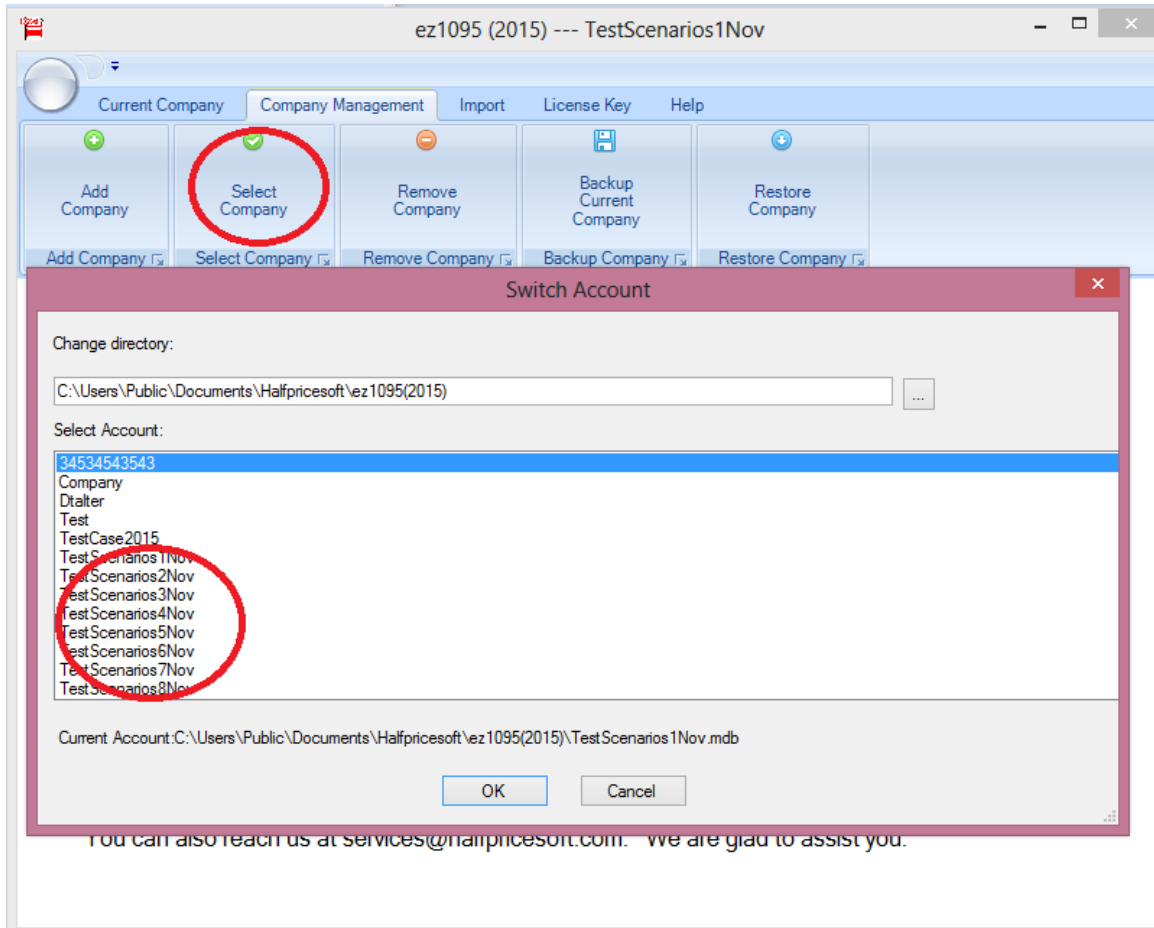 ez1095 (2015) --- TestScenarios1Nov
Current Company Company Management Import License Key Help
Add Company
Select Company
Remove Company
Backup Current Company
Restore Company
Add Company Select Company Remove Company Backup Company Restore Company
Switch Account
Change directory:
C:\Users\Public\Documents\Halfpricesoft\ez1095(2015)
...
Select Account:
34534543543
Company
Dtalter
Test
TestCase2015
TestScenarios1Nov
TestScenarios2Nov
TestScenarios3Nov
TestScenarios4Nov
TestScenarios5Nov
TestScenarios6Nov
TestScenarios7Nov
TestScenarios8Nov
Current Account:C:\Users\Public\Documents\Halfpricesoft\ez1095(2015)\TestScenarios1Nov.mdb
OK Cancel
You can also reach us at services@halfpricesoft.com. We are glad to assist you.